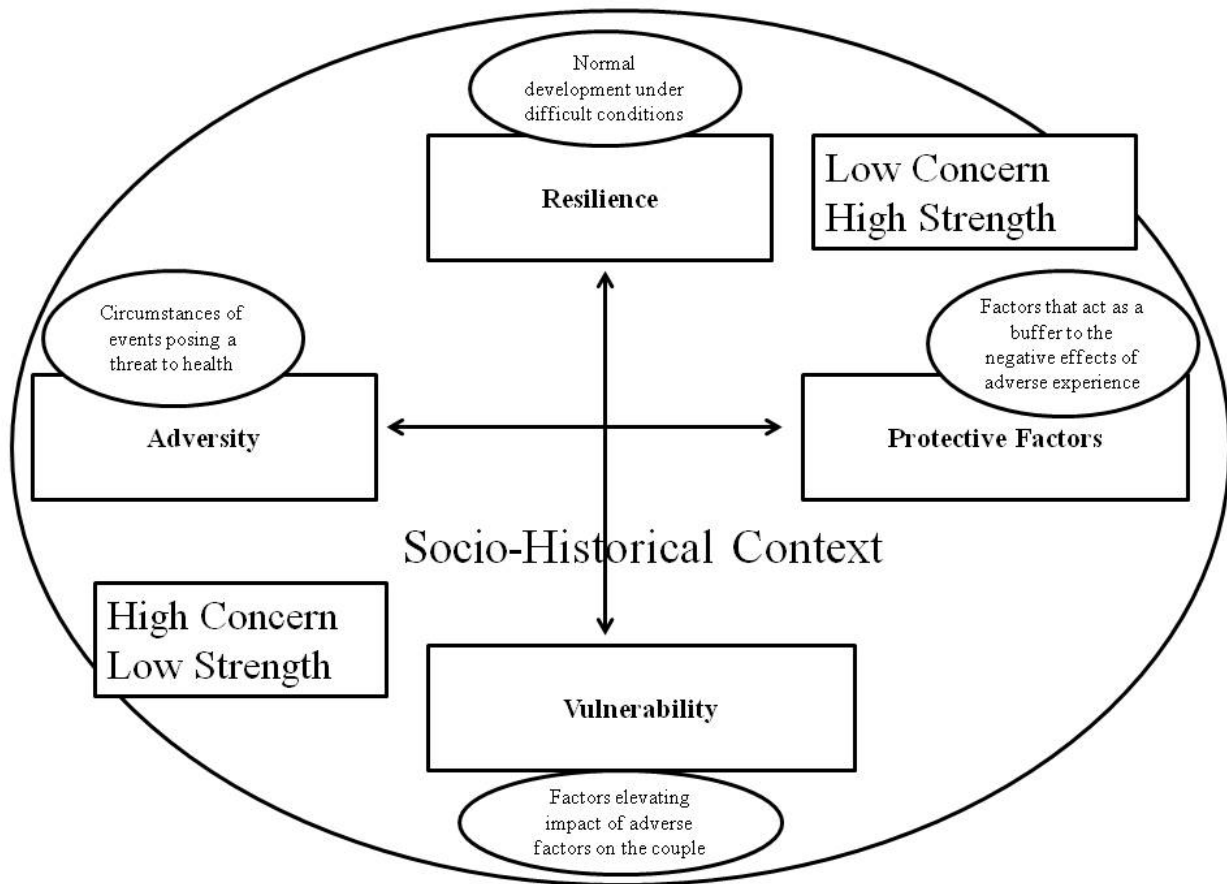 Normal
development under
difficult conditions
Resilience
Low Concern
High Strength
Circumstances of
events posing a
threat to health
Adversity
Factors that act as a
buffer to the
negative effects of
adverse experience
Protective Factors
Socio-Historical Context
High Concern
Low Strength
Vulnerability
Factors elevating
impact of adverse
factors on the couple